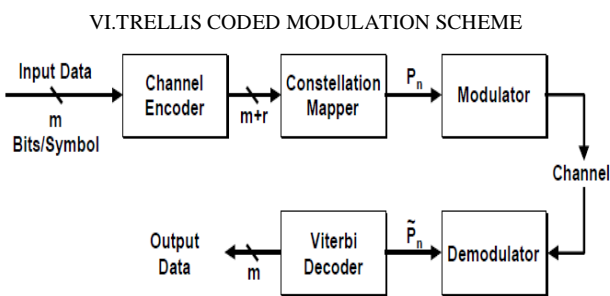 VI.TRELLIS CODED MODULATION SCHEME
Input Data
m
Bits/Symbol
Channel
Encoder
m+r
Constellation
Mapper
Pn
Modulator
Channel
Demodulator
P̃n
Viterbi
Decoder
m
Output
Data